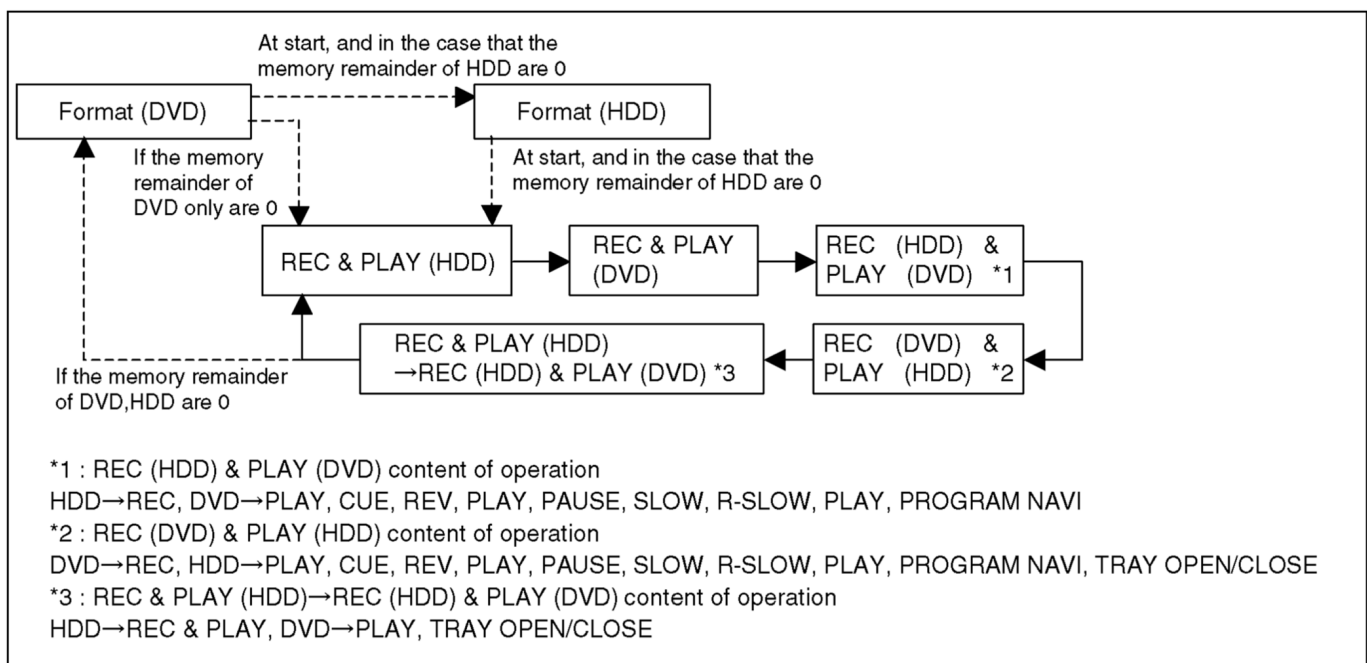 At start, and in the case that the
memory remainder of HDD are 0
Format (DVD)
Format (HDD)
If the memory
remainder of
DVD only are 0
At start, and in the case that the
memory remainder of HDD are 0
REC & PLAY (HDD)
REC & PLAY
(DVD)
REC (HDD) &
PLAY (DVD) *1
REC & PLAY (HDD)
→REC (HDD) & PLAY (DVD) *3
REC (DVD) &
PLAY (HDD) *2
If the memory remainder
of DVD,HDD are 0
*1 : REC (HDD) & PLAY (DVD) content of operation
HDD→REC, DVD→PLAY, CUE, REV, PLAY, PAUSE, SLOW, R-SLOW, PLAY, PROGRAM NAVI
*2 : REC (DVD) & PLAY (HDD) content of operation
DVD→REC, HDD→PLAY, CUE, REV, PLAY, PAUSE, SLOW, R-SLOW, PLAY, PROGRAM NAVI, TRAY OPEN/CLOSE
*3 : REC & PLAY (HDD)→REC (HDD) & PLAY (DVD) content of operation
HDD→REC & PLAY, DVD→PLAY, TRAY OPEN/CLOSE